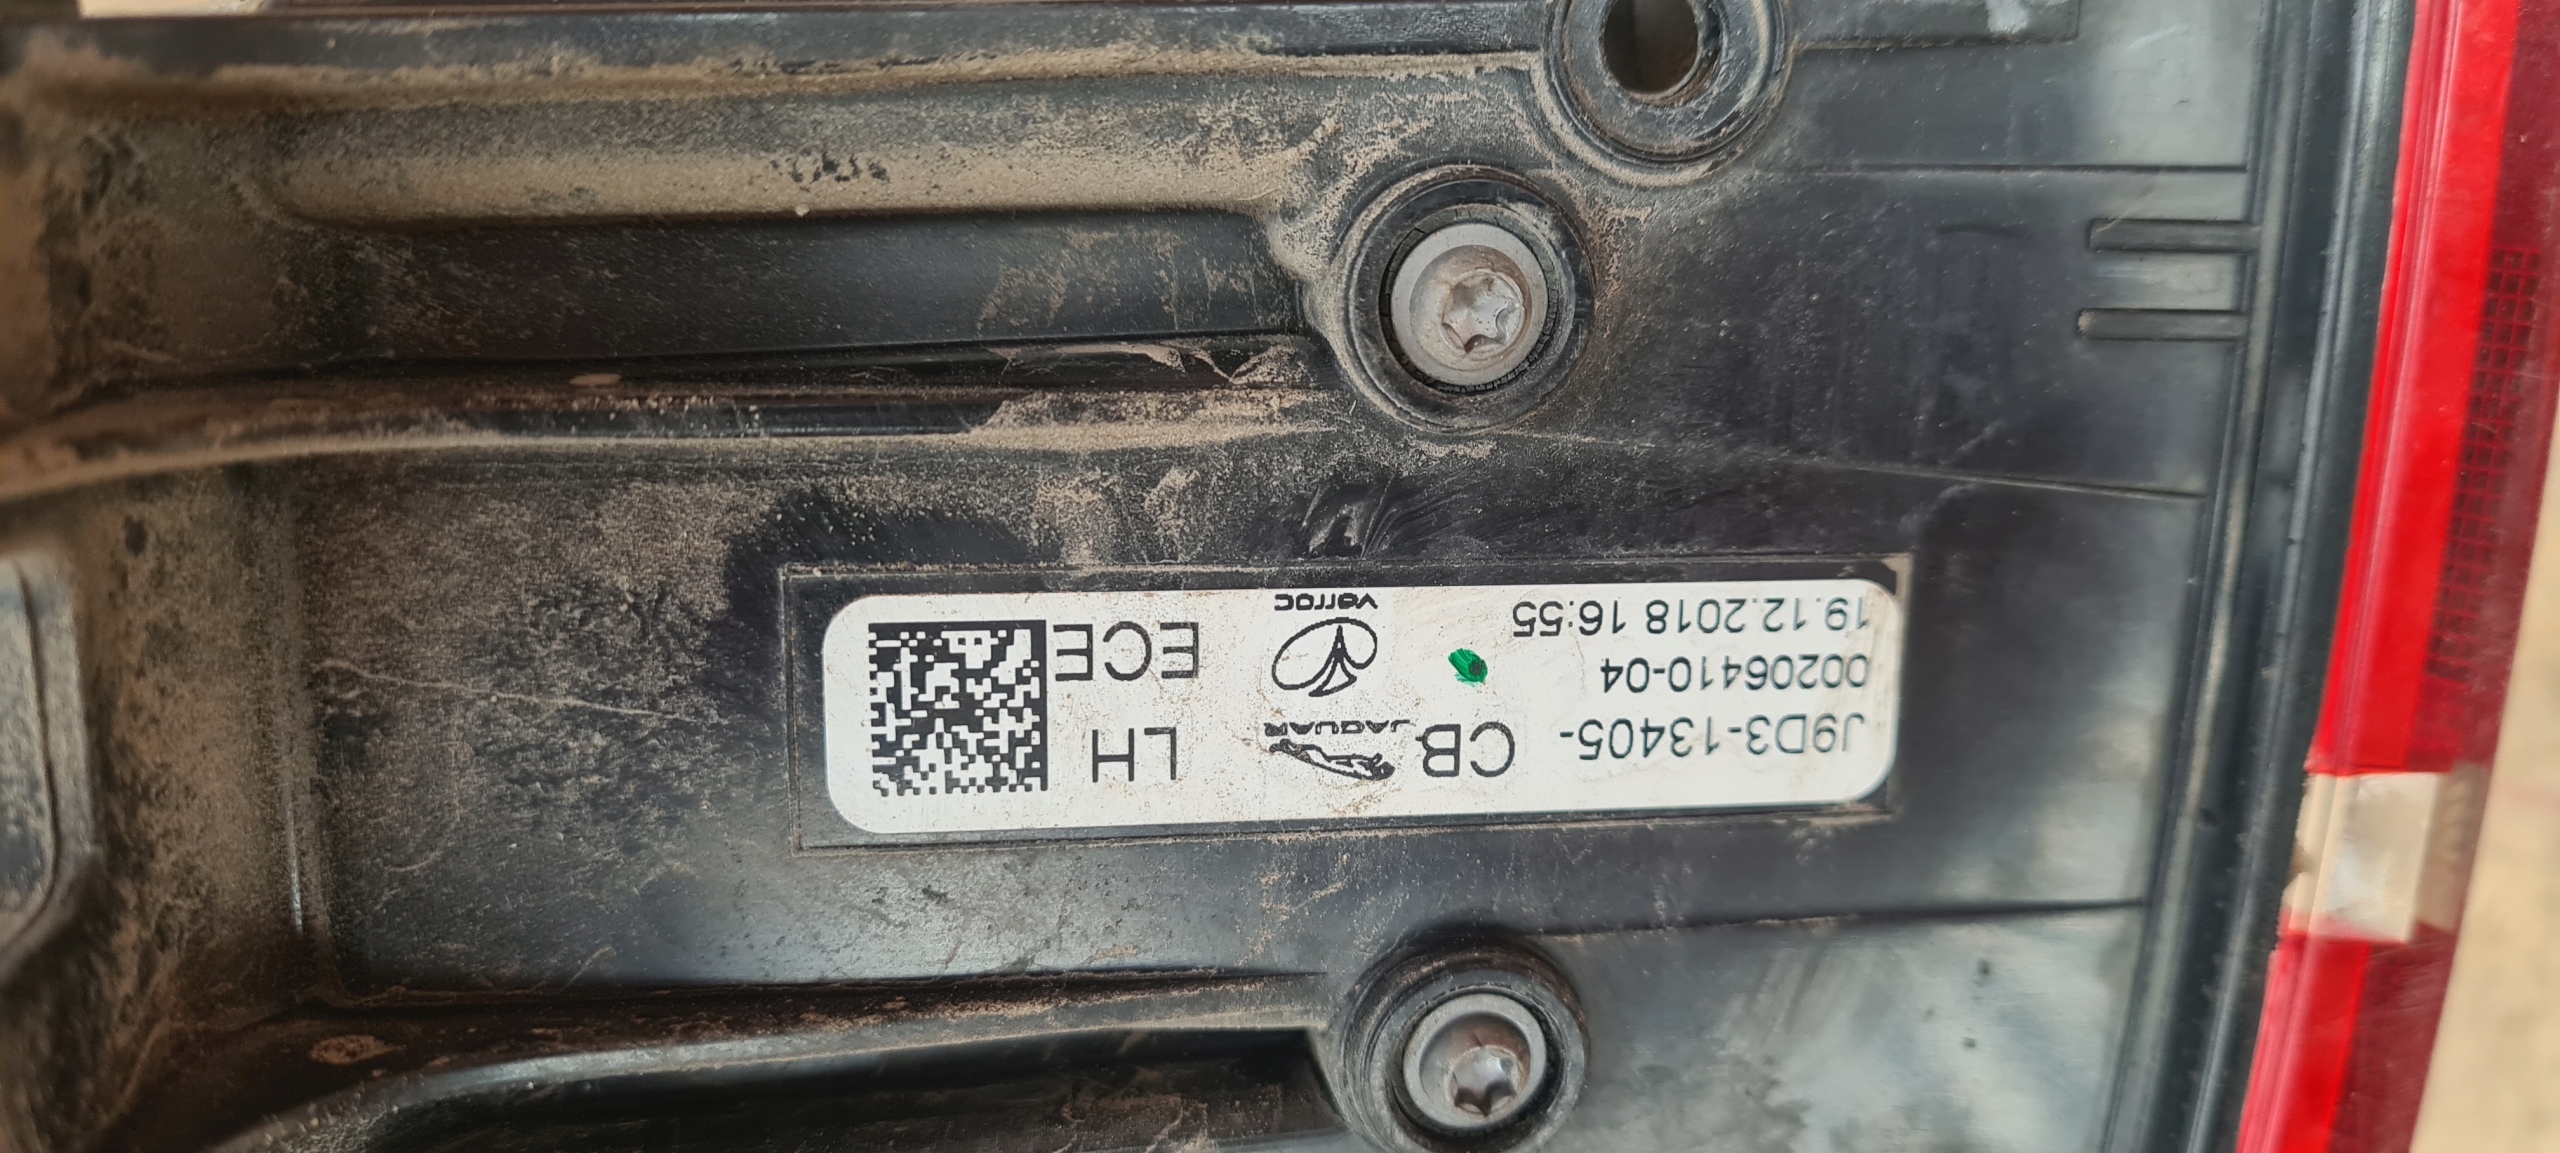 J9D3-13405-
CB
JAGUAR
LH
00206410-04
19.12.2018 16:55
varroc
ECE